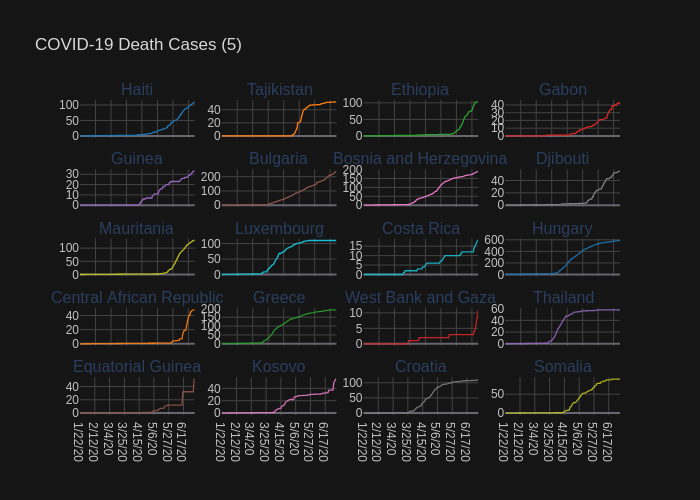 COVID-19 Death Cases (5)
Haiti Tajikistan Ethiopia Gabon
100 50 0
40 20 0
100 50 0
40 30 20 10 0
Guinea Bulgaria Bosnia and Herzegovina Djibouti
30 20 10 0
200 100 0
200 150 100 50 0
40 20 0
Mauritania Luxembourg Costa Rica Hungary
100 50 0
100 50 0
15 10 5 0
600 400 200 0
Central African Republic Greece West Bank and Gaza Thailand
40 20 0
200 150 100 50 0
10 5 0
60 40 20 0
Equatorial Guinea Kosovo Croatia Somalia
40 20 0
40 20 0
100 50 0
50 0
1/22/20 2/12/20 3/4/20 3/25/20 4/15/20 5/6/20 5/27/20 6/17/20
1/22/20 2/12/20 3/4/20 3/25/20 4/15/20 5/6/20 5/27/20 6/17/20
1/22/20 2/12/20 3/4/20 3/25/20 4/15/20 5/6/20 5/27/20 6/17/20
1/22/20 2/12/20 3/4/20 3/25/20 4/15/20 5/6/20 5/27/20 6/17/20